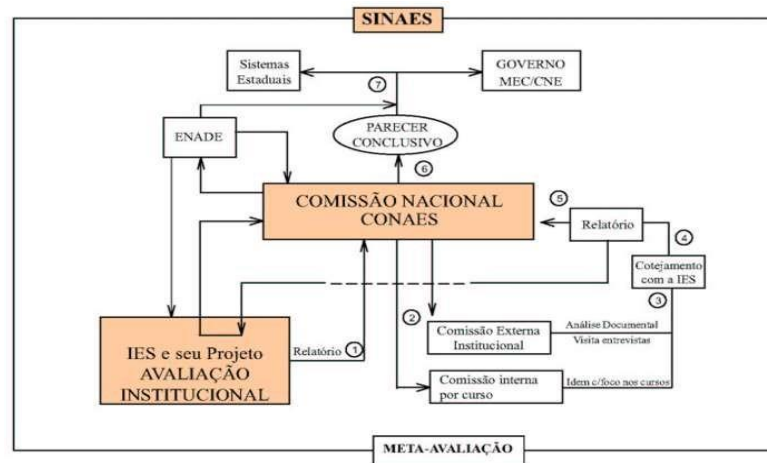 SINAES
Sistemas
Estaduais
GOVERNO
MEC/CNE
7
ENADE
PARECER
CONCLUSIVO
6
COMISSÃO NACIONAL
CONAES
5
Relatório
4
Cotejamento
com a IES
3
2
Comissão Externa
Institucional
Análise Documental
Visita entrevistas
IES e seu Projeto
AVALIAÇÃO
INSTITUCIONAL
Relatório
1
Comissão interna
por curso
Idem c/foco nos cursos
META-AVALIAÇÃO